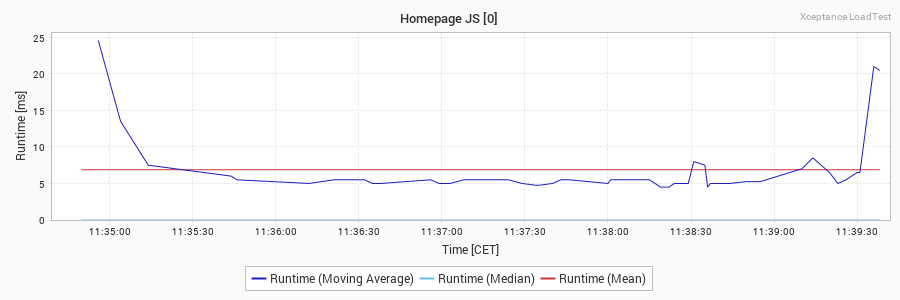 Homepage JS [0]
Xceptance LoadTest
Runtime [ms]
25
20
15
10
5
0
11:35:00 11:35:30 11:36:00 11:36:30 11:37:00 11:37:30 11:38:00 11:38:30 11:39:00 11:39:30
Time [CET]
Runtime (Moving Average) Runtime (Median) Runtime (Mean)